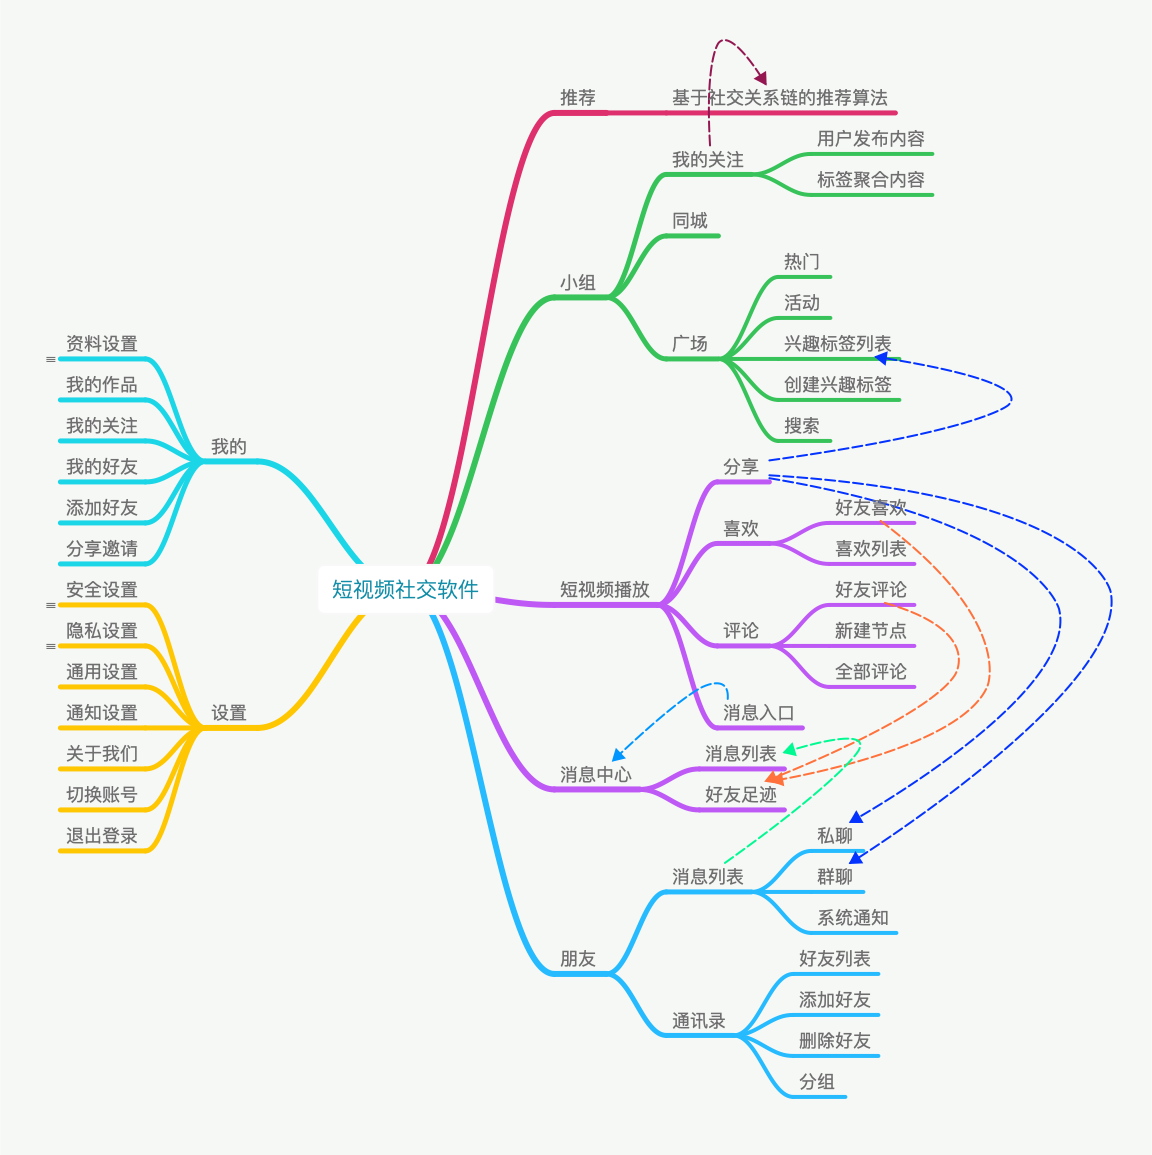 短视频社交软件
推荐
基于社交关系链的推荐算法
小组
我的关注
用户发布内容
标签聚合内容
同城
广场
热门
活动
兴趣标签列表
创建兴趣标签
搜索
短视频播放
分享
喜欢
好友喜欢
喜欢列表
评论
好友评论
新建节点
全部评论
消息入口
消息中心
消息列表
好友足迹
朋友
消息列表
私聊
群聊
系统通知
通讯录
好友列表
添加好友
删除好友
分组
我的
资料设置
我的作品
我的关注
我的好友
添加好友
分享邀请
设置
安全设置
隐私设置
通用设置
通知设置
关于我们
切换账号
退出登录